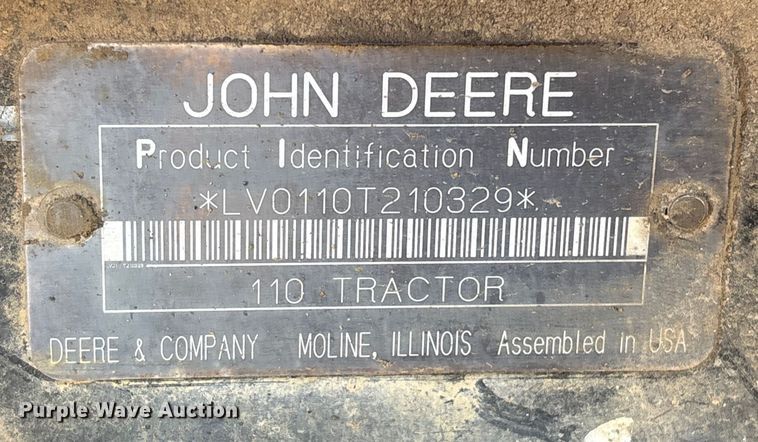 JOHN DEERE
Product Identification Number
*LV0110T210329*
110 TRACTOR
DEERE & COMPANY MOLINE, ILLINOIS Assembled in USA
Purple Wave Auction